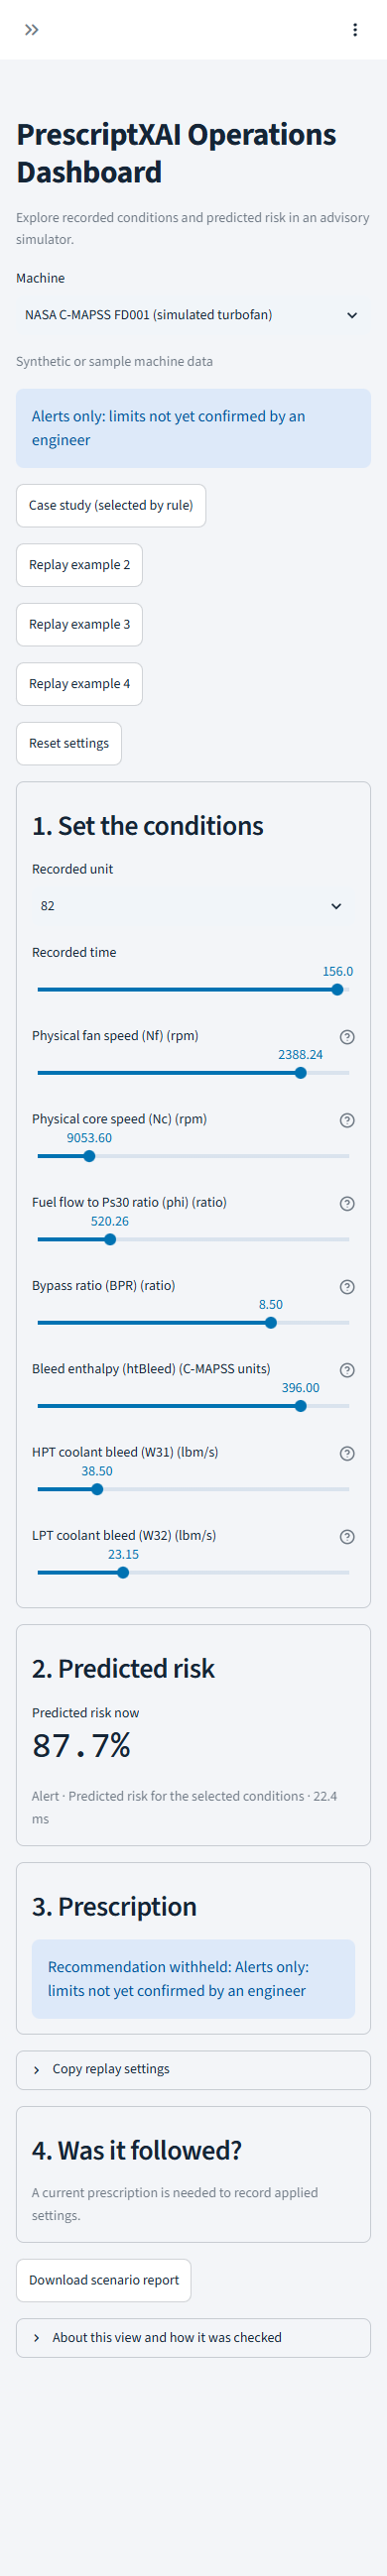 PrescriptXAI Operations
Dashboard
Explore recorded conditions and predicted risk in an advisory
simulator.
Machine
NASA C-MAPSS FD001 (simulated turbofan)
Synthetic or sample machine data
Alerts only: limits not yet confirmed by an
engineer
Case study (selected by rule)
Replay example 2
Replay example 3
Replay example 4
Reset settings
1. Set the conditions
Recorded unit
82
Recorded time
156.0
Physical fan speed (Nf) (rpm)
2388.24
Physical core speed (Nc) (rpm)
9053.60
Fuel flow to Ps30 ratio (phi) (ratio)
520.26
Bypass ratio (BPR) (ratio)
8.50
Bleed enthalpy (htBleed) (C-MAPSS units)
396.00
HPT coolant bleed (W31) (lbm/s)
38.50
LPT coolant bleed (W32) (lbm/s)
23.15
2. Predicted risk
Predicted risk now
87.7%
Alert · Predicted risk for the selected conditions · 22.4
ms
3. Prescription
Recommendation withheld: Alerts only:
limits not yet confirmed by an engineer
Copy replay settings
4. Was it followed?
A current prescription is needed to record applied
settings.
Download scenario report
About this view and how it was checked